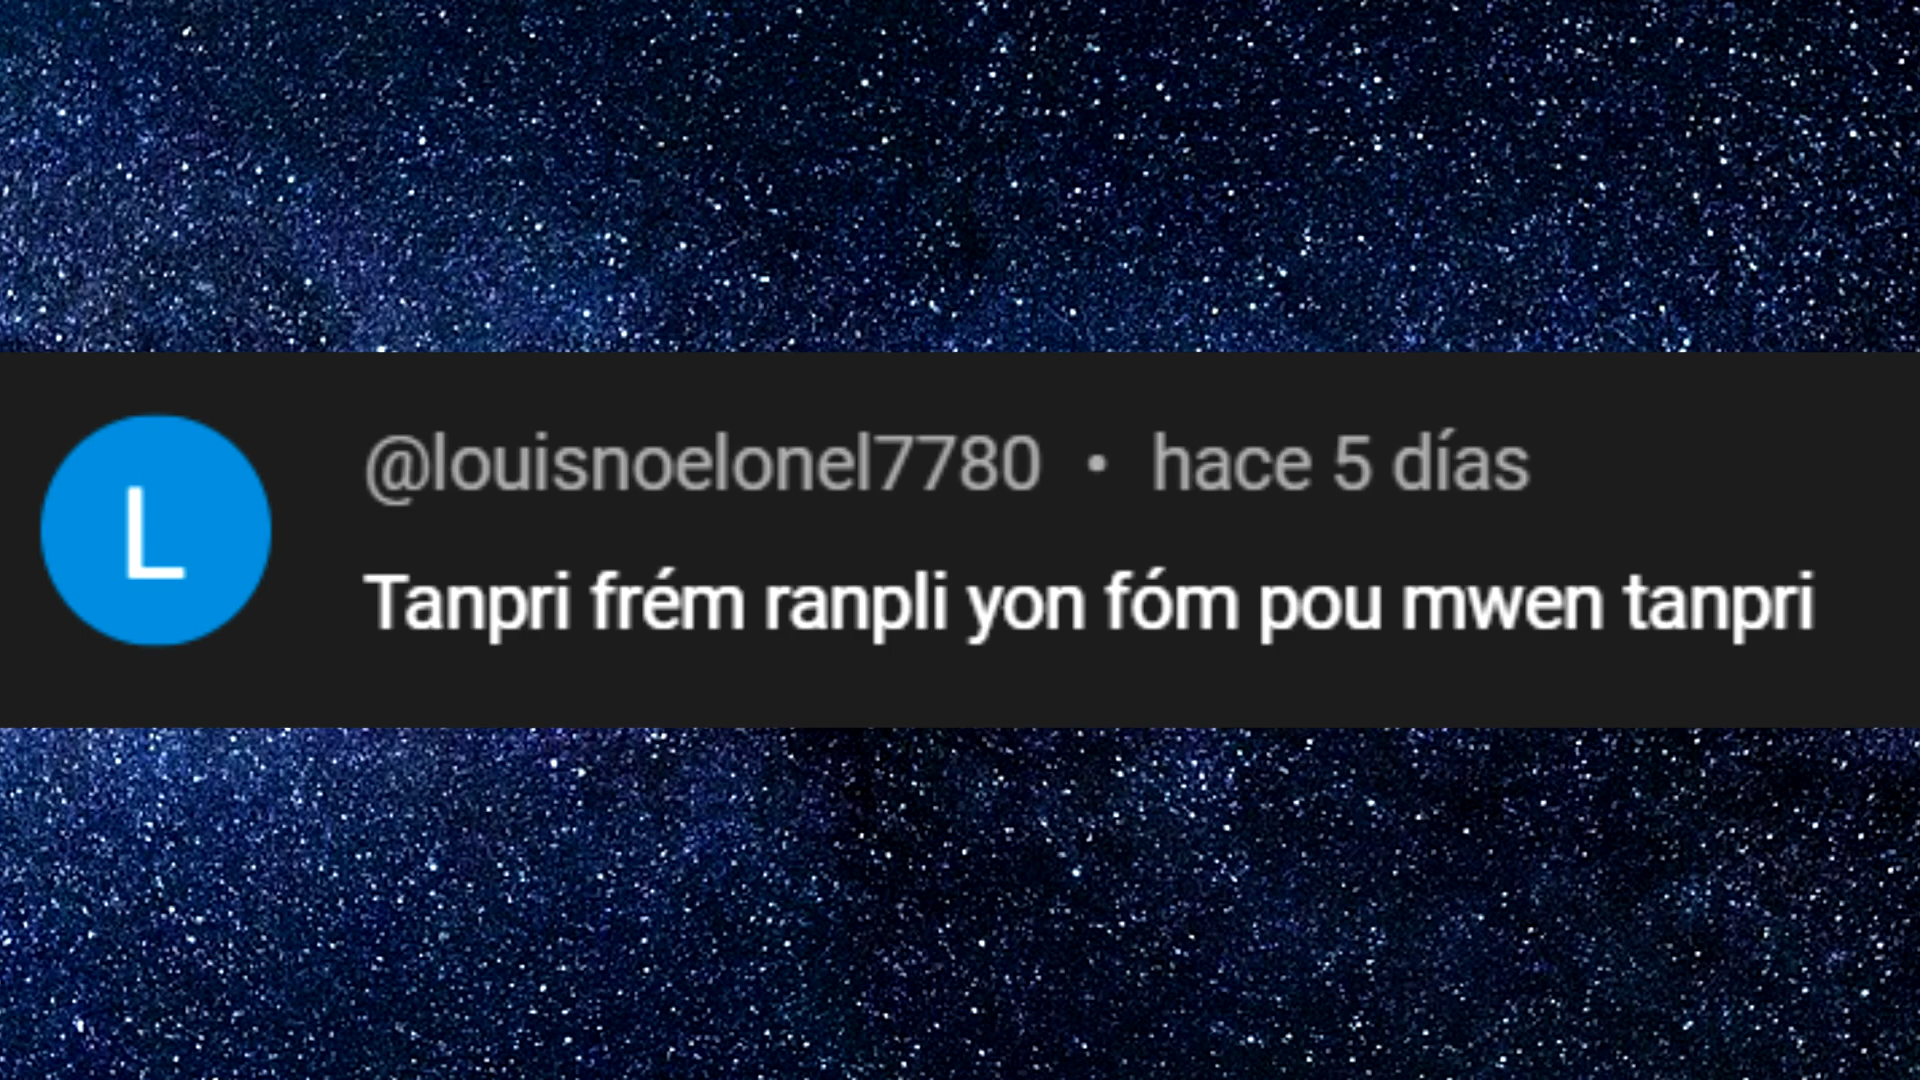 L
@louisnoelonel7780 • hace 5 días
Tanpri frém ranpli yon fóm pou mwen tanpri